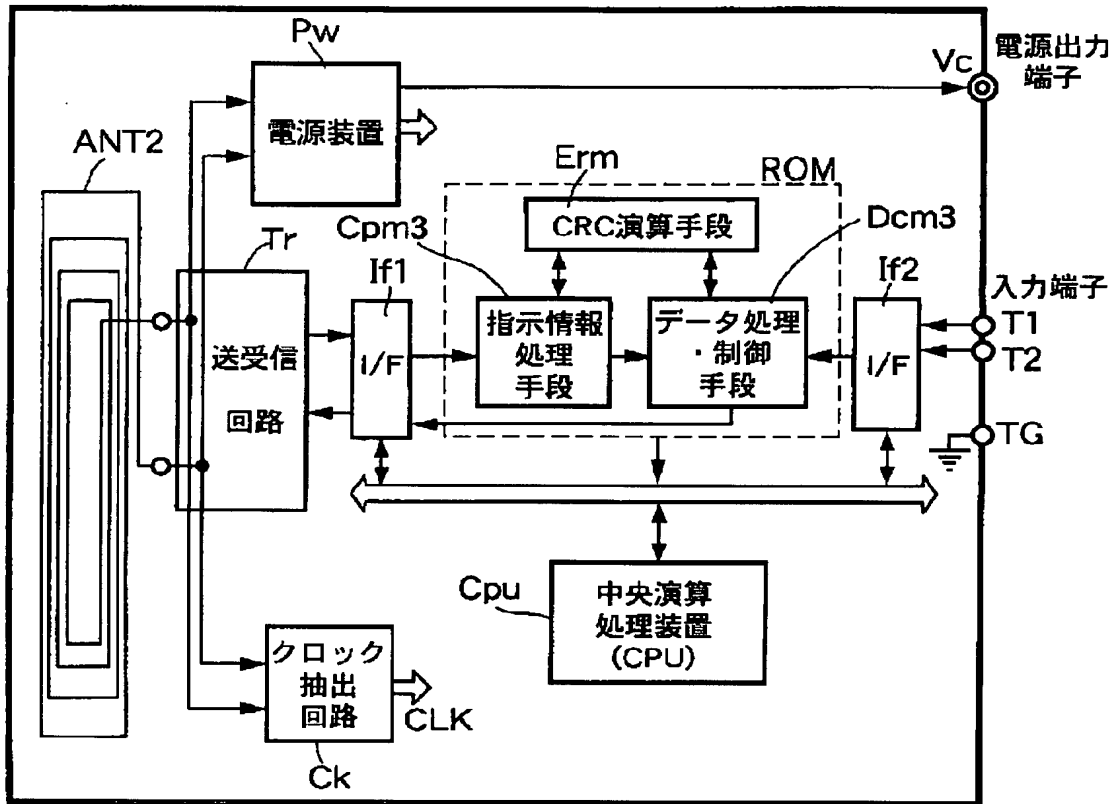 Pw
電源装置
Vc
電源出力
端子
ANT2
Tr
送受信
回路
If1
I/F
Cpm3
指示情報
処理
手段
Erm
CRC演算手段
ROM
Dcm3
データ処理
・制御
手段
If2
I/F
入力端子
T1
T2
TG
Cpu
中央演算
処理装置
(CPU)
クロック
抽出
回路
CLK
Ck